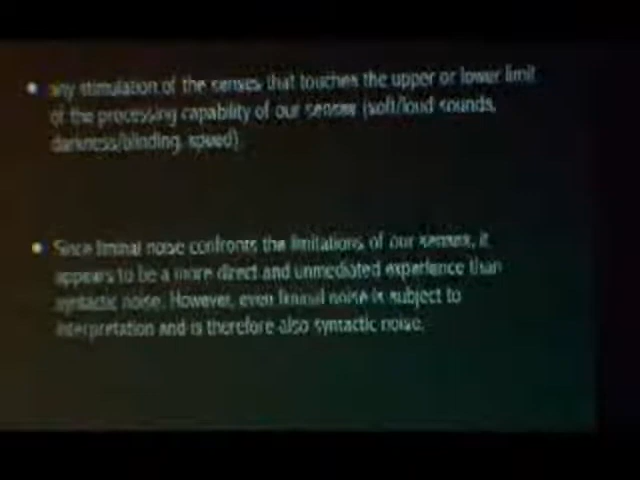 any stimulation of the senses that touches the upper or lower limit
of the processing capability of our senses (soft/loud sounds,
darkness/blinding, speed)
Since liminal noise confronts the limitations of our senses, it
appears to be a more direct and unmediated experience than
syntactic noise. However, even liminal noise is subject to
interpretation and is therefore also syntactic noise.